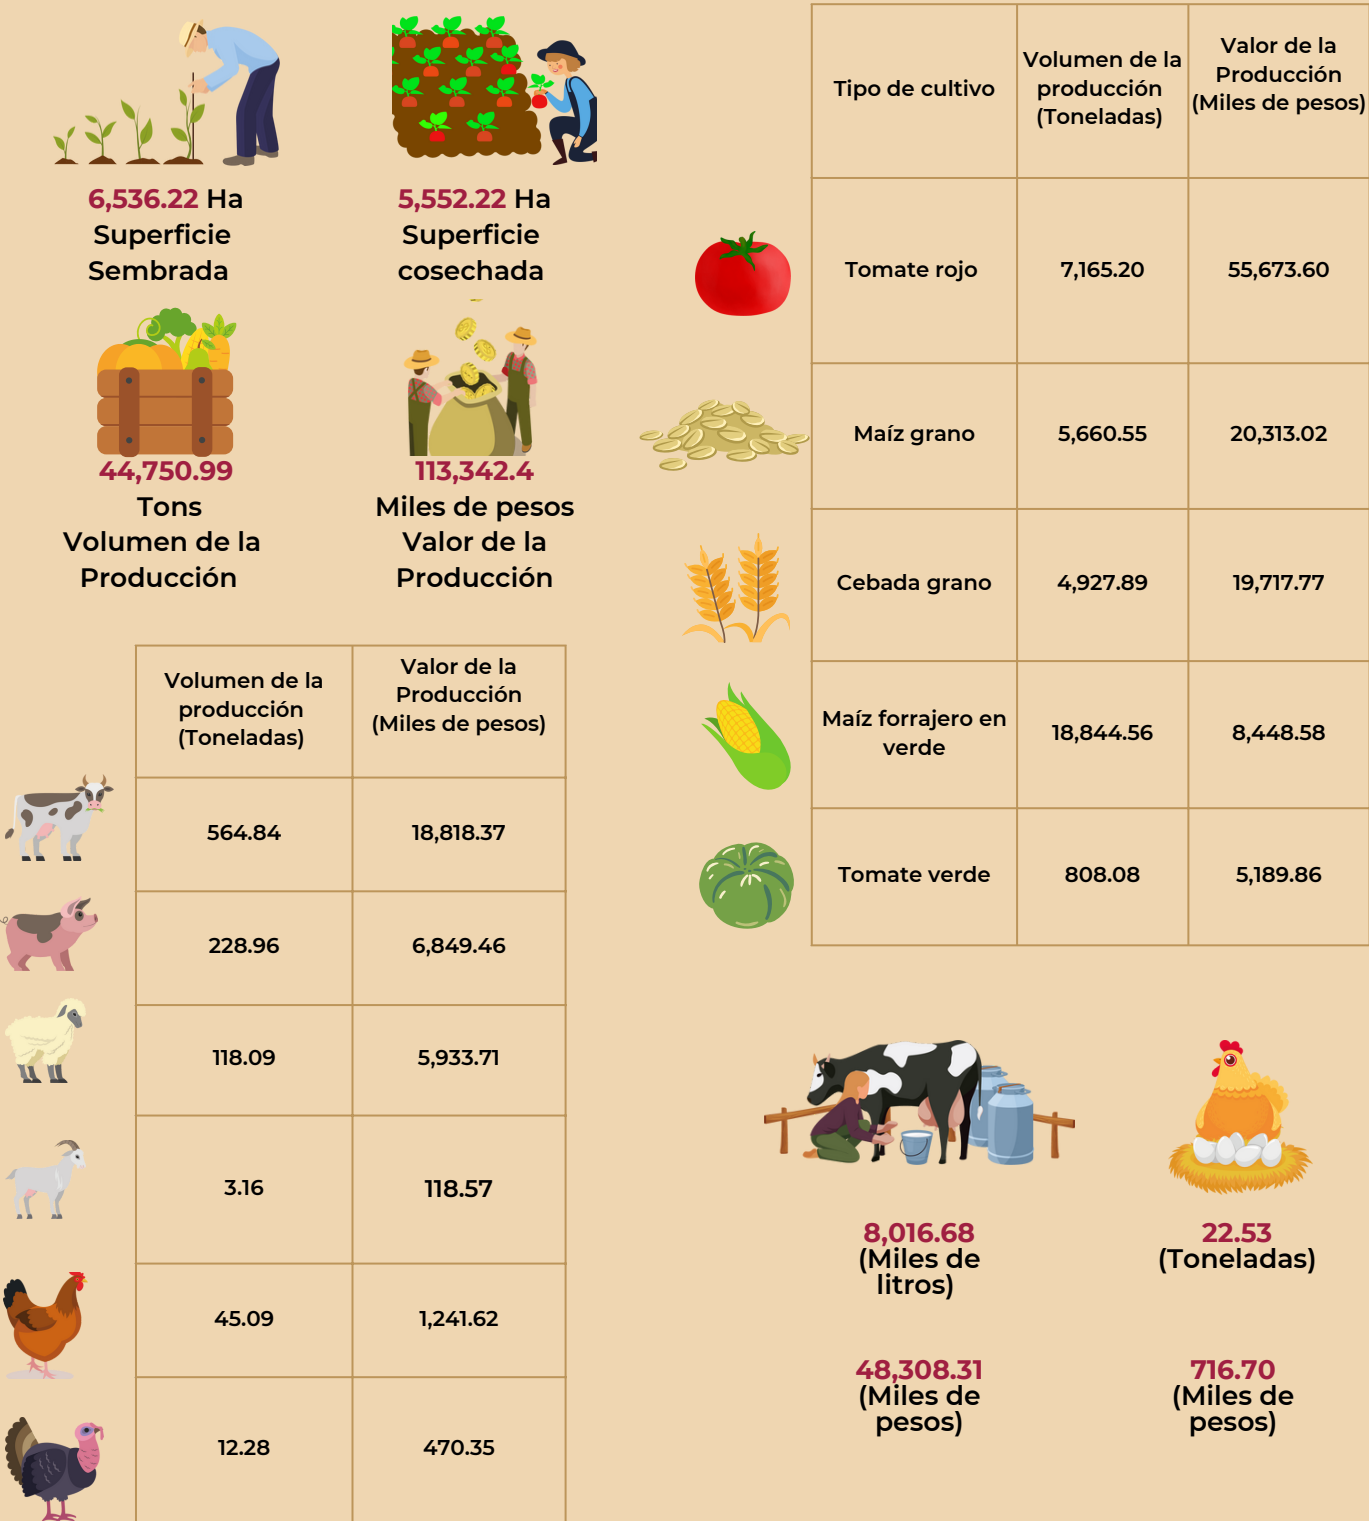 6,536.22 Ha
Superficie
Sembrada
5,552.22 Ha
Superficie
cosechada
44,750.99
Tons
Volumen de la
Producción
113,342.4
Miles de pesos
Valor de la
Producción
Tipo de cultivo
Volumen de la
producción
(Toneladas)
Valor de la
Producción
(Miles de pesos)
Tomate rojo
7,165.20
55,673.60
Maíz grano
5,660.55
20,313.02
Cebada grano
4,927.89
19,717.77
Maíz forrajero en
verde
18,844.56
8,448.58
Tomate verde
808.08
5,189.86
Volumen de la
producción
(Toneladas)
Valor de la
Producción
(Miles de pesos)
564.84
18,818.37
228.96
6,849.46
118.09
5,933.71
3.16
118.57
45.09
1,241.62
12.28
470.35
8,016.68
(Miles de
litros)
48,308.31
(Miles de
pesos)
22.53
(Toneladas)
716.70
(Miles de
pesos)